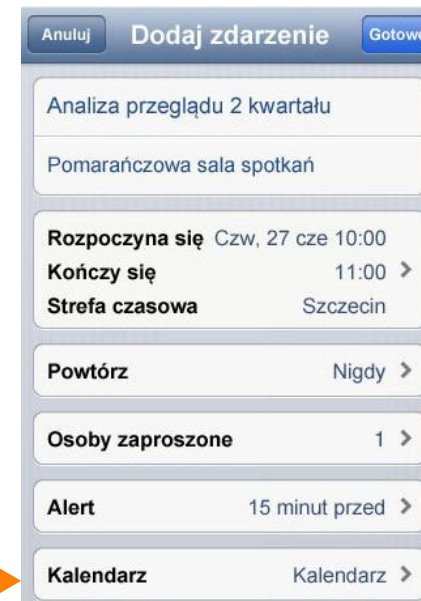 Anuluj Dodaj zdarzenie Gotowe
Analiza przeglądu 2 kwartału
Pomarańczowa sala spotkań
Rozpoczyna się Czw, 27 cze 10:00
Kończy się 11:00
Strefa czasowa Szczecin
Powtórz Nigdy
Osoby zaproszone 1
Alert 15 minut przed
Kalendarz Kalendarz